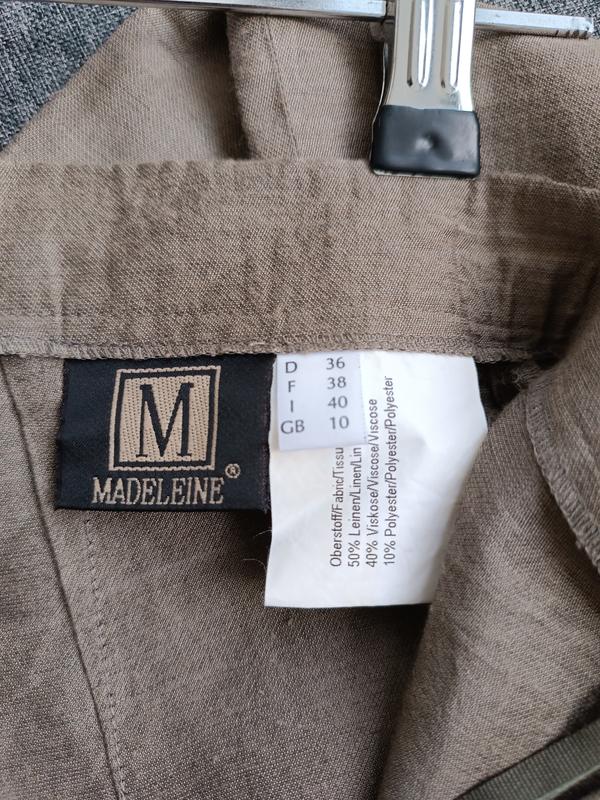 M
MADELEINE®
D 36
F 38
I 40
GB 10
Oberstoff/Fabric/Tissu
50% Leinen/Linen/Lin
40% Viskose/Viscose/Viscose
10% Polyester/Polyester/Polyester